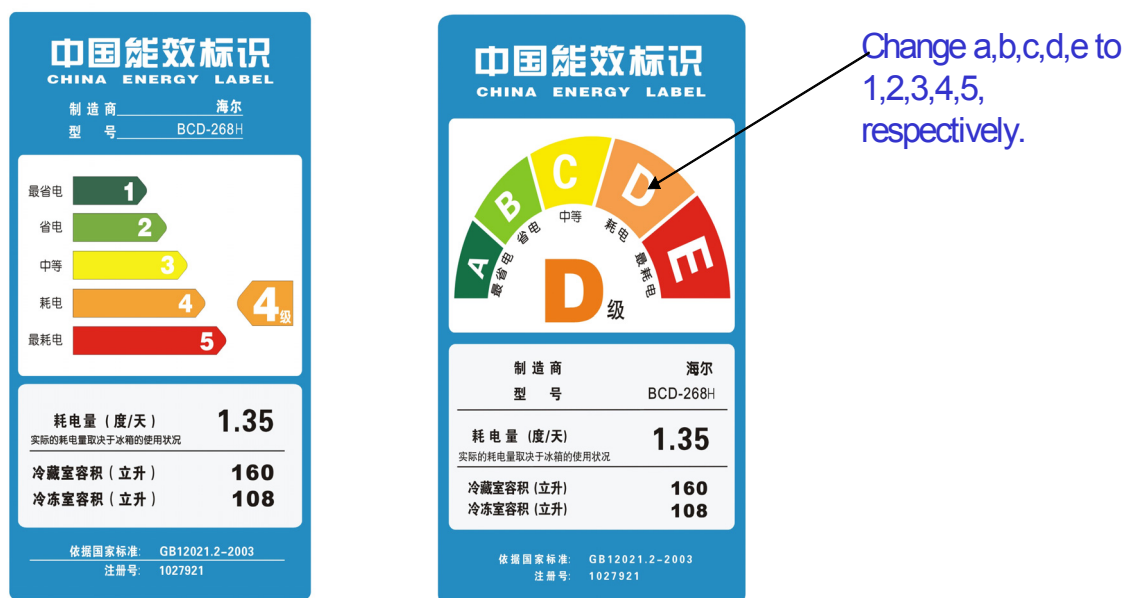 中国能效标识
CHINA ENERGY LABEL
制造商 海尔
型 号 BCD-268H
最省电 1
省电 2
中等 3
耗电 4
4级
最耗电 5
耗电量（度/天） 1.35
实际的耗电量取决于冰箱的使用状况
冷藏室容积（立升） 160
冷冻室容积（立升） 108
依据国家标准: GB12021.2-2003
注册号: 1027921
中国能效标识
CHINA ENERGY LABEL
A
B
C
D
E
最省电
省电
中等
耗电
最耗电
D级
制造商 海尔
型 号 BCD-268H
耗电量 (度/天) 1.35
实际的耗电量取决于冰箱的使用状况
冷藏室容积 (立升) 160
冷冻室容积 (立升) 108
依据国家标准: GB12021.2-2003
注册号: 1027921
Change a,b,c,d,e to
1,2,3,4,5,
respectively.